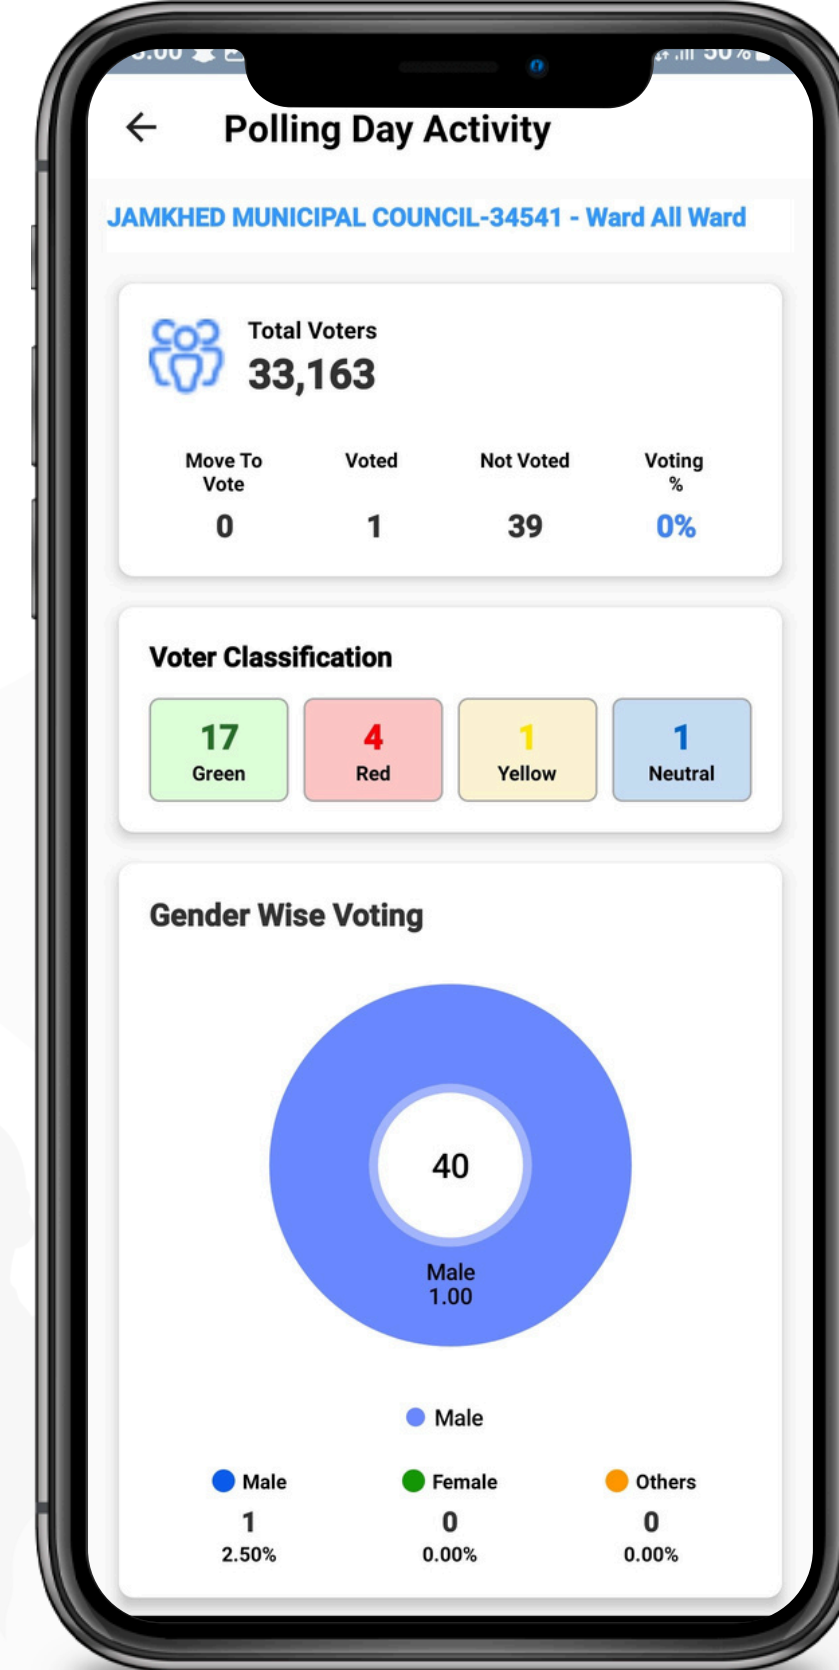 50%
Polling Day Activity
JAMKHED MUNICIPAL COUNCIL-34541 - Ward All Ward
Total Voters
33,163
Move To
Vote
Voted
Not Voted
Voting
%
0
1
39
0%
Voter Classification
17
4
1
1
Green
Red
Yellow
Neutral
Gender Wise Voting
40
Male
1.00
Male
Male
Female
Others
1
0
0
2.50%
0.00%
0.00%